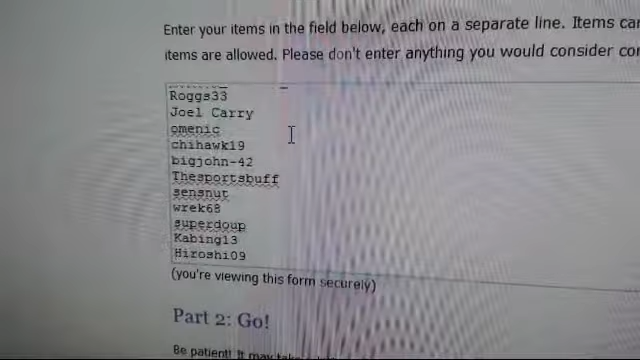 Enter your items in the field below, each on a separate line. Items
items are allowed. Please don't enter anything you would consider
Roggs33
Joel Carry
omenic
chihawk19
bigjohn-42
Thesportsbuff
sensnut
wrek68
superdoup
Kabing13
Hiroshi09
(you're viewing this form securely)
Part 2: Go!
Be patient! It may